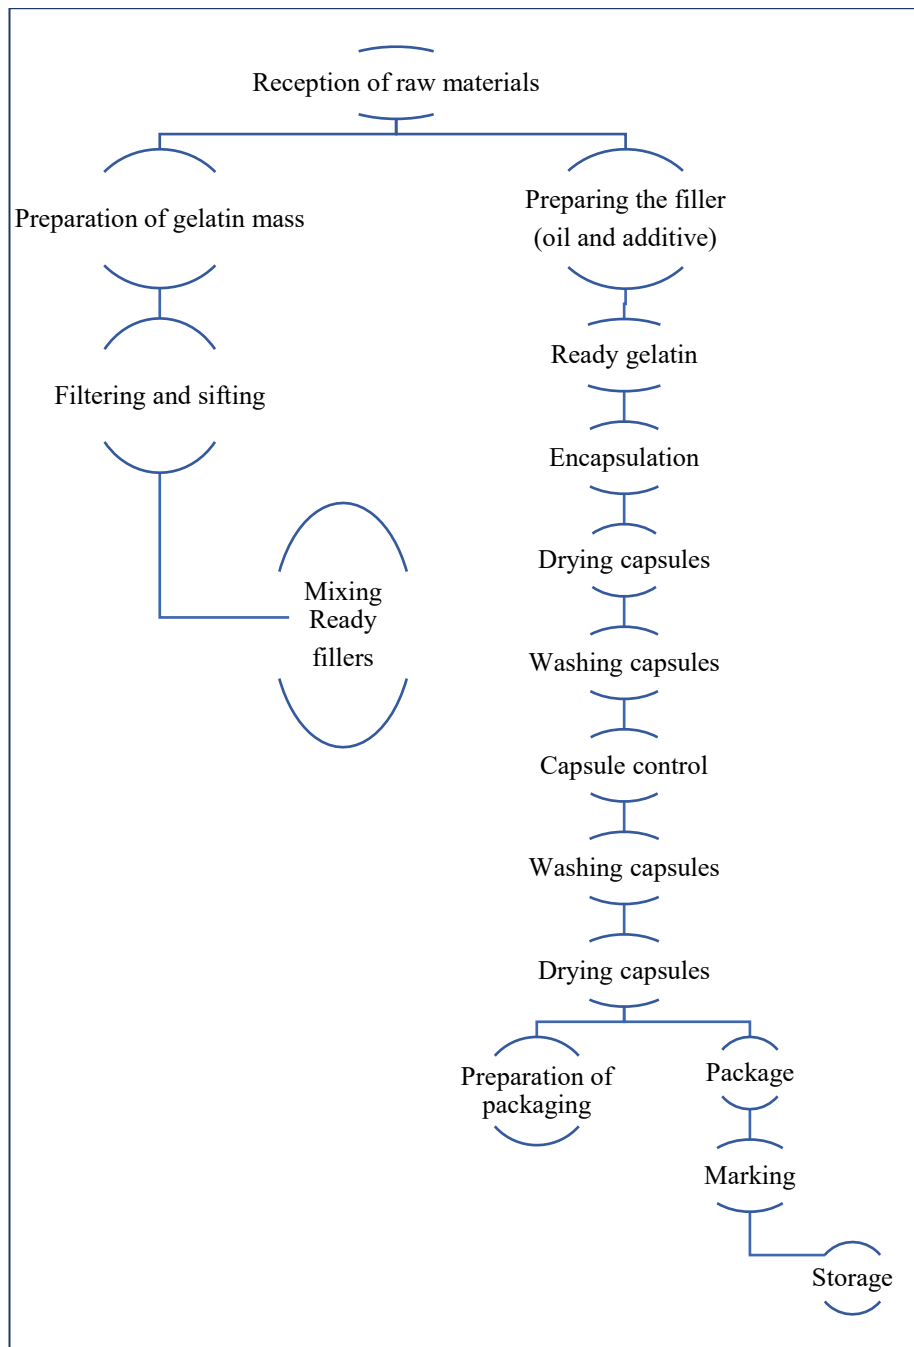 Reception of raw materials
Preparation of gelatin mass
Preparing the filler
(oil and additive)
Ready gelatin
Filtering and sifting
Encapsulation
Drying capsules
Mixing
Ready
fillers
Washing capsules
Capsule control
Washing capsules
Drying capsules
Preparation of
packaging
Package
Marking
Storage